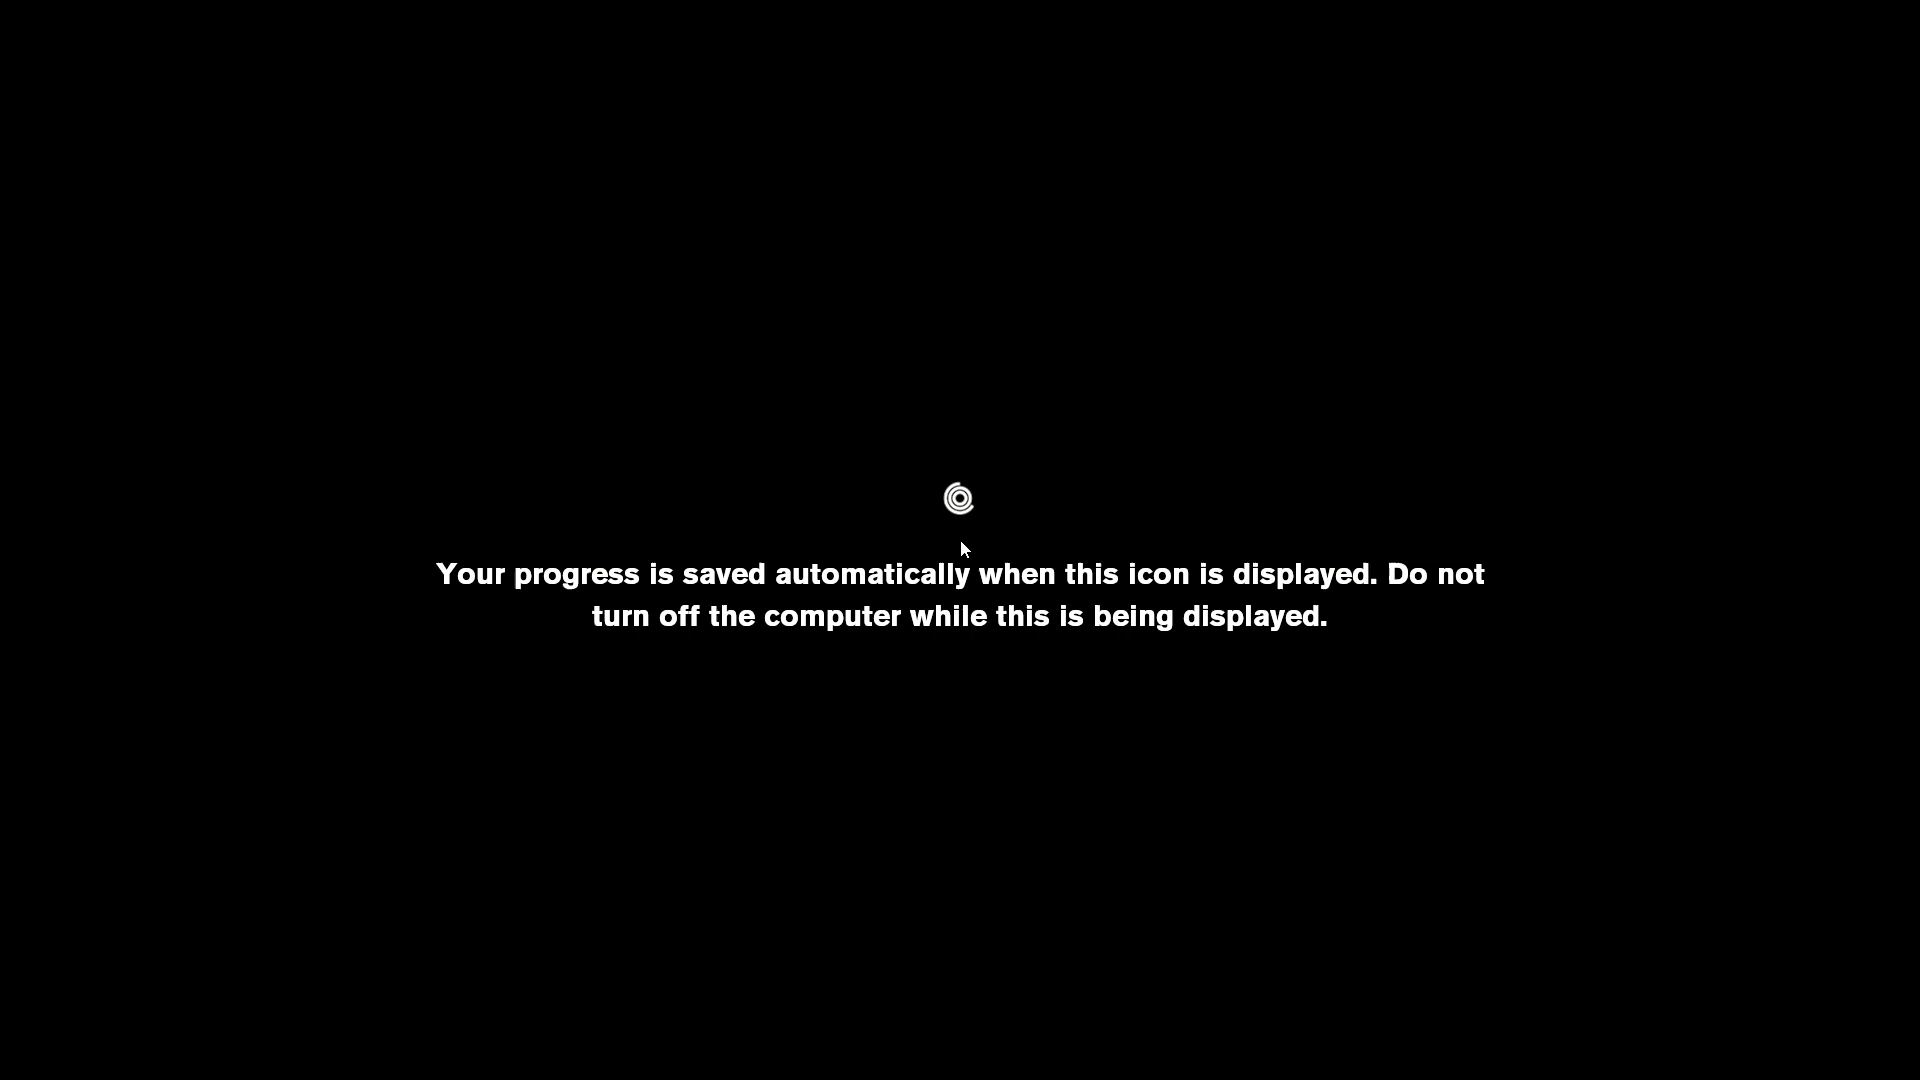 Your progress is saved automatically when this icon is displayed. Do not
turn off the computer while this is being displayed.